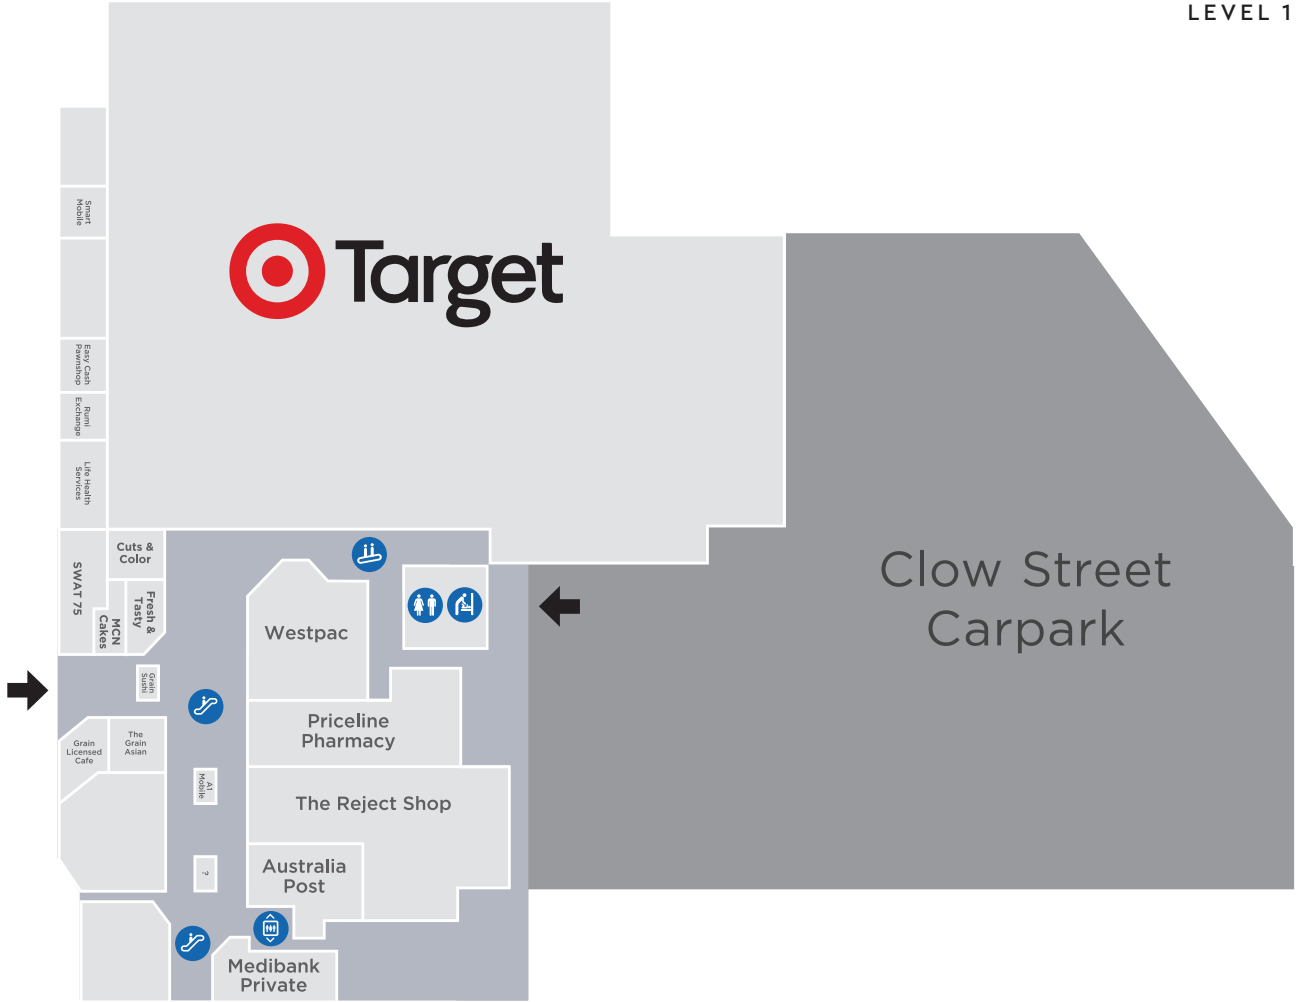 LEVEL 1
Smart
Mobile
Target
Easy Cash
Pawnshop
Rumi
Exchange
Life Health
Services
Clow Street
Carpark
Cuts &
Color
SWAT 75
Fresh &
Tasty
MCN
Cakes
Westpac
Grain
Sushi
Priceline
Pharmacy
Grain
Licensed
Cafe
The
Grain
Asian
A1
Mobile
The Reject Shop
Australia
Post
?
Medibank
Private